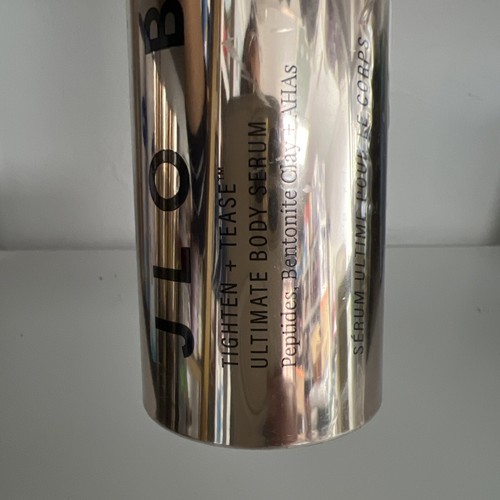 JLO B
TIGHTEN + TEASE™
ULTIMATE BODY SERUM
Peptides, Bentonite Clay + AHAs
SÉRUM ULTIME POUR LE CORPS